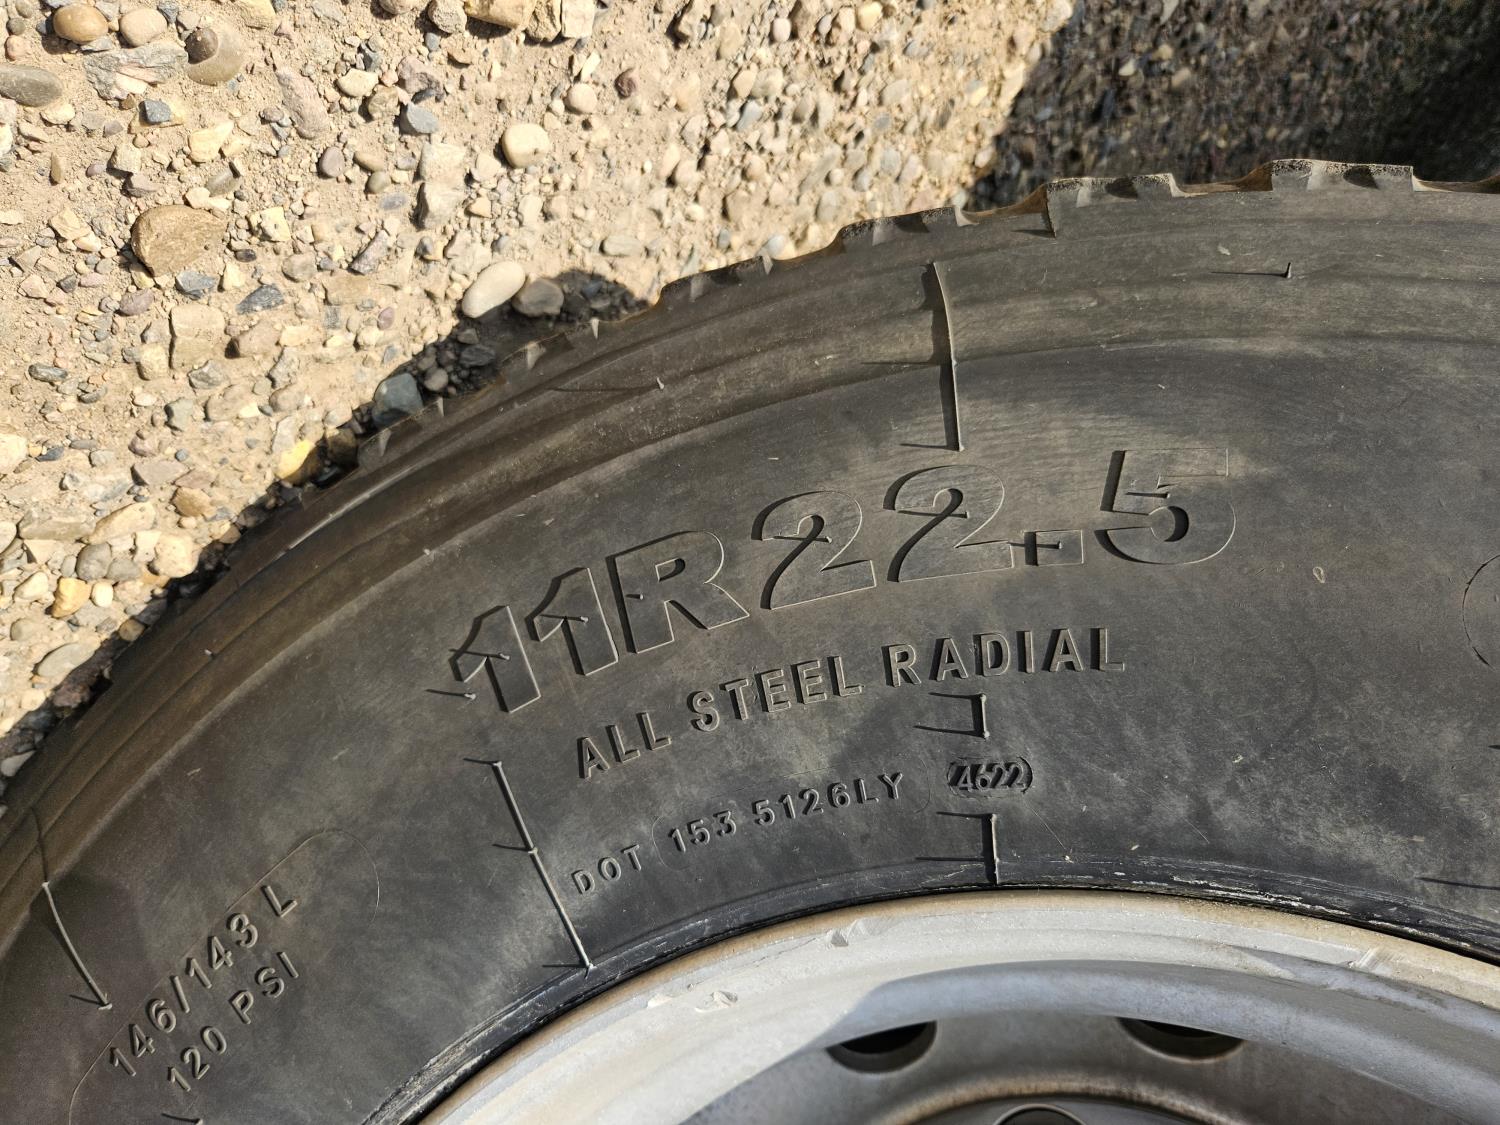 11R22.5
ALL STEEL RADIAL
DOT 153 5126LY 4622
146/143 L
120 PSI